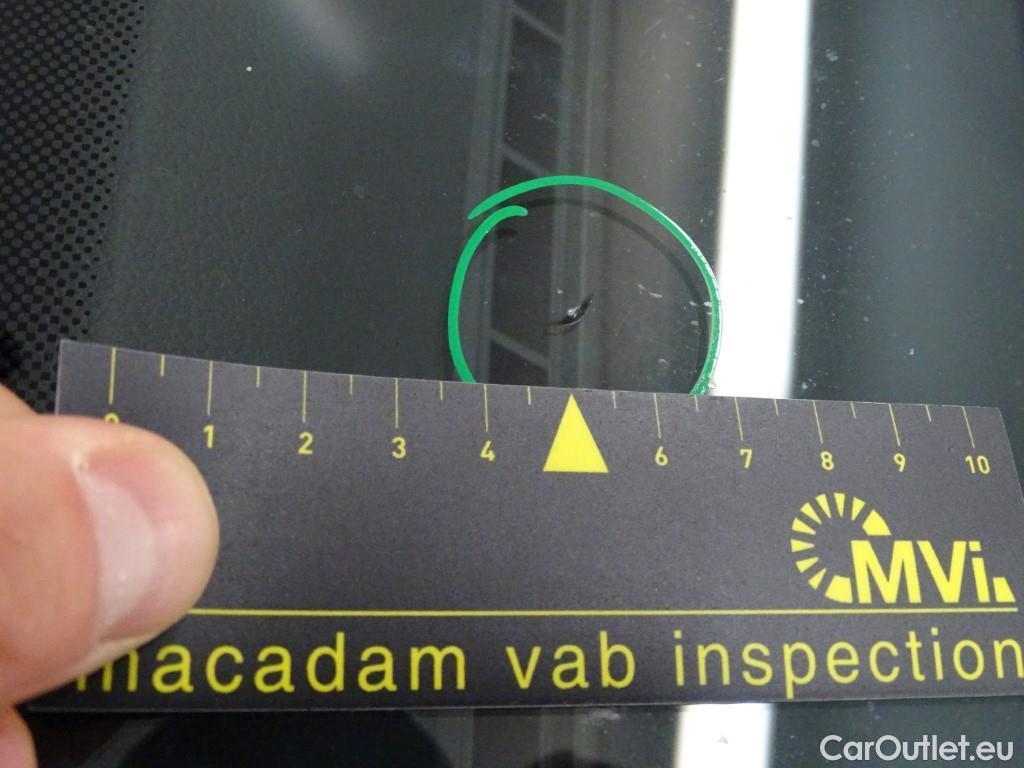 0 1 2 3 4 6 7 8 9 10
MVi.
macadam vab inspection
CarOutlet.eu